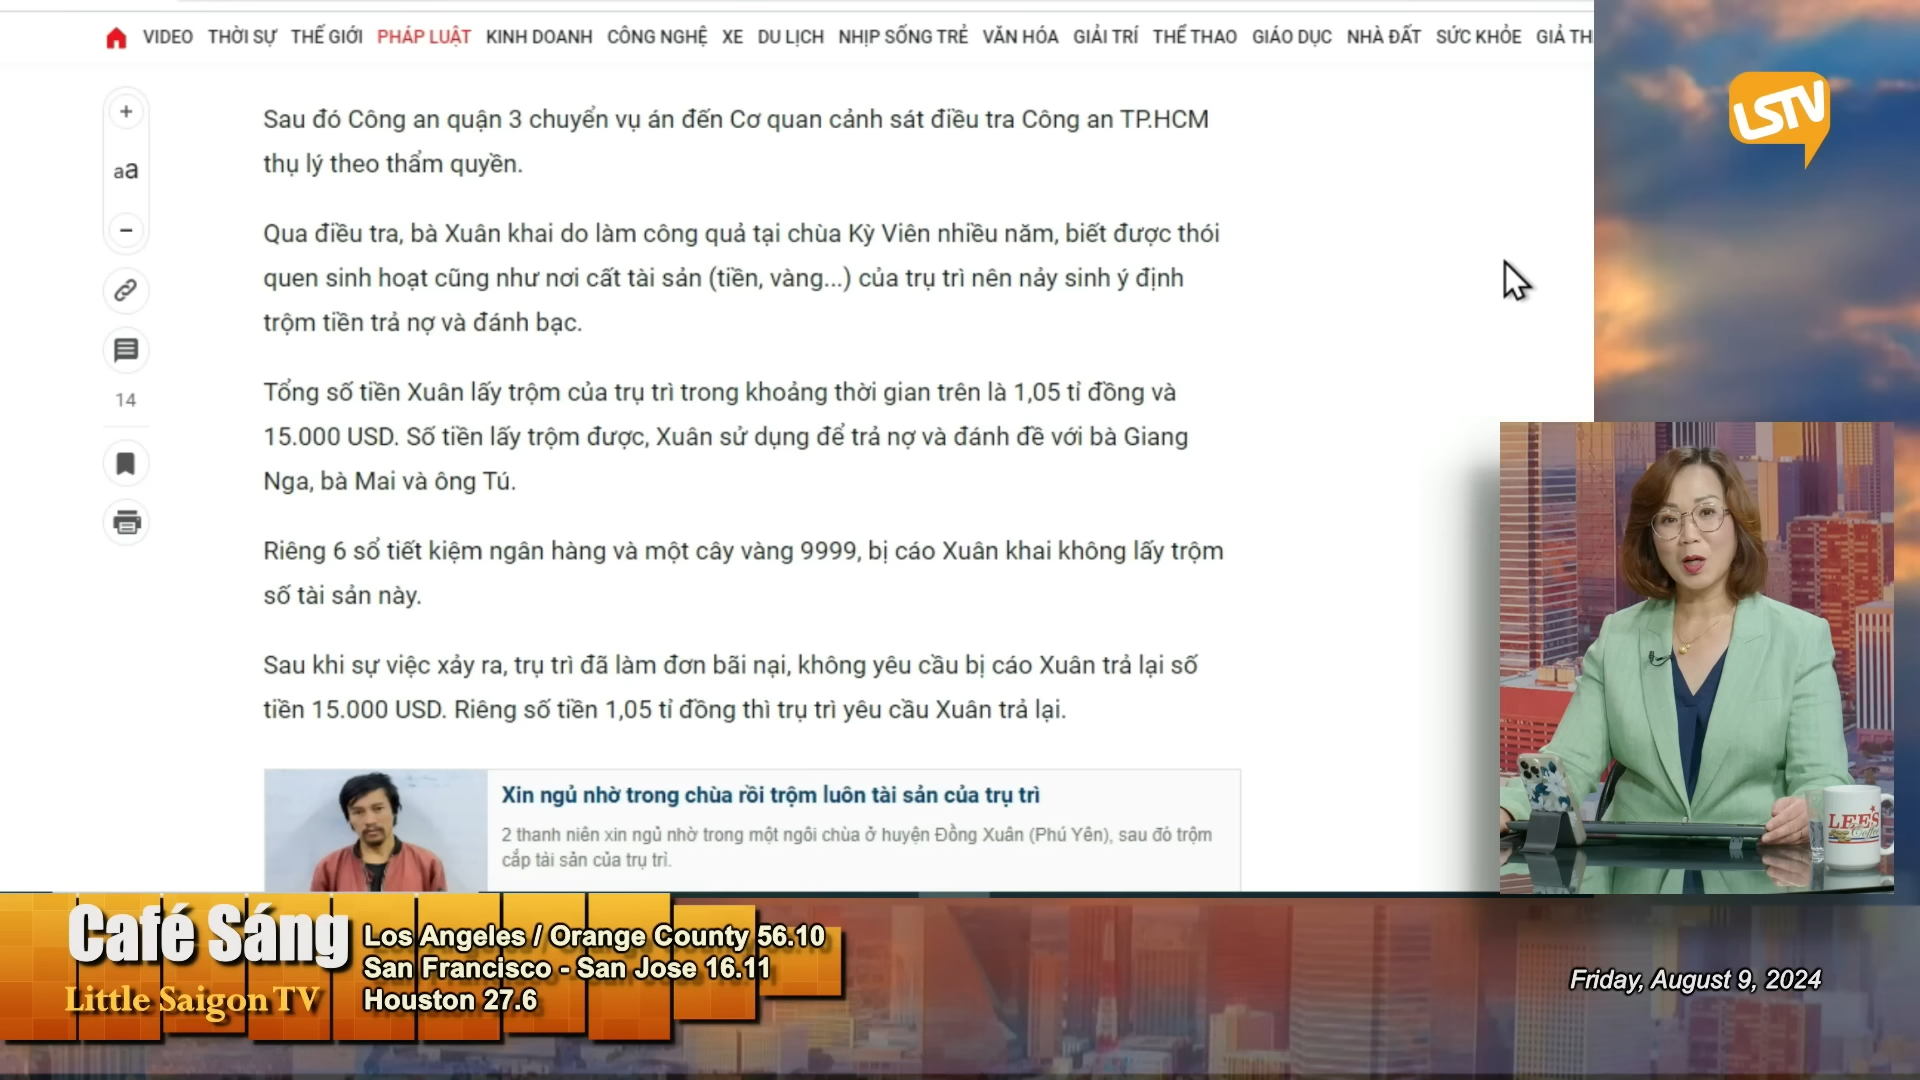 VIDEO THỜI SỰ THẾ GIỚI PHÁP LUẬT KINH DOANH CÔNG NGHỆ XE DU LỊCH NHỊP SỐNG TRẺ VĂN HÓA GIẢI TRÍ THỂ THAO GIÁO DỤC NHÀ ĐẤT SỨC KHỎE GIẢ TH
LSTV
+
aa
−
14
Sau đó Công an quận 3 chuyển vụ án đến Cơ quan cảnh sát điều tra Công an TP.HCM
thụ lý theo thẩm quyền.
Qua điều tra, bà Xuân khai do làm công quả tại chùa Kỳ Viên nhiều năm, biết được thói
quen sinh hoạt cũng như nơi cất tài sản (tiền, vàng...) của trụ trì nên nảy sinh ý định
trộm tiền trả nợ và đánh bạc.
Tổng số tiền Xuân lấy trộm của trụ trì trong khoảng thời gian trên là 1,05 tỉ đồng và
15.000 USD. Số tiền lấy trộm được, Xuân sử dụng để trả nợ và đánh đề với bà Giang
Nga, bà Mai và ông Tú.
Riêng 6 sổ tiết kiệm ngân hàng và một cây vàng 9999, bị cáo Xuân khai không lấy trộm
số tài sản này.
Sau khi sự việc xảy ra, trụ trì đã làm đơn bãi nại, không yêu cầu bị cáo Xuân trả lại số
tiền 15.000 USD. Riêng số tiền 1,05 tỉ đồng thì trụ trì yêu cầu Xuân trả lại.
Xin ngủ nhờ trong chùa rồi trộm luôn tài sản của trụ trì
2 thanh niên xin ngủ nhờ trong một ngôi chùa ở huyện Đồng Xuân (Phú Yên), sau đó trộm
cắp tài sản của trụ trì.
LEE'S
Coffee
Café Sáng
Little Saigon TV
Los Angeles / Orange County 56.10
San Francisco - San Jose 16.11
Houston 27.6
Friday, August 9, 2024